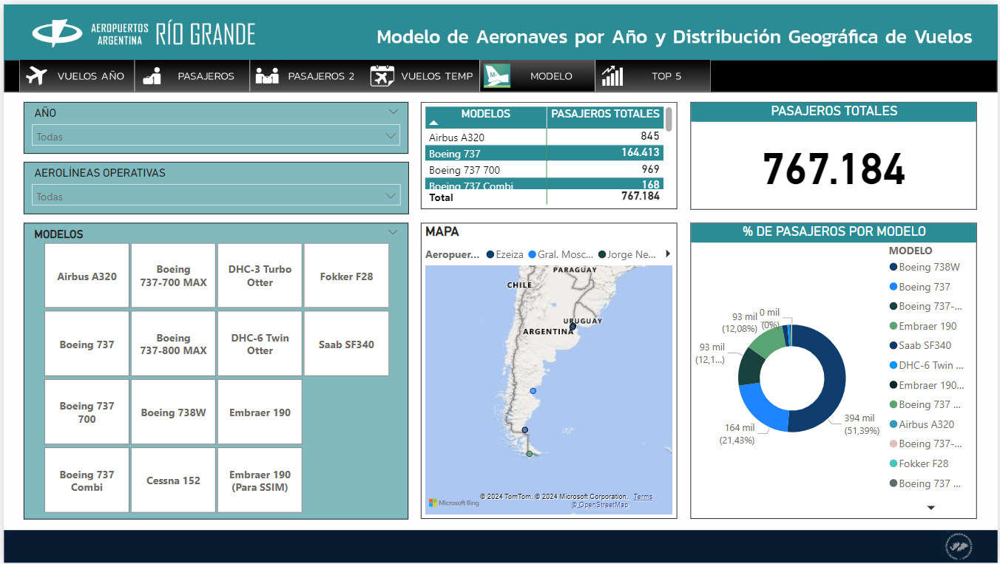 AEROPUERTOS
ARGENTINA
RÍO GRANDE
Modelo de Aeronaves por Año y Distribución Geográfica de Vuelos
VUELOS AÑO
PASAJEROS
PASAJEROS 2
VUELOS TEMP
M-
MODELO
TOP 5
AÑO
Todas
AEROLÍNEAS OPERATIVAS
Todas
MODELOS
Airbus A320
Boeing
737-700 MAX
DHC-3 Turbo
Otter
Fokker F28
Boeing 737
Boeing
737-800 MAX
DHC-6 Twin
Otter
Saab SF340
Boeing 737
700
Boeing 738W
Embraer 190
Boeing 737
Combi
Cessna 152
Embraer 190
(Para SSIM)
MODELOS PASAJEROS TOTALES
Airbus A320 845
Boeing 737 164.413
Boeing 737 700 969
Boeing 737 Combi 168
Total 767.184
MAPA
Aeropuer... Ezeiza Gral. Mosc... Jorge Ne...
PARAGUAY
CHILE
URUGUAY
ARGENTINA
© 2024 TomTom, © 2024 Microsoft Corporation, Terms
© OpenStreetMap
Microsoft Bing
PASAJEROS TOTALES
767.184
% DE PASAJEROS POR MODELO
MODELO
Boeing 738W
Boeing 737
Boeing 737-...
Embraer 190
Saab SF340
DHC-6 Twin ...
Embraer 190...
Boeing 737 ...
Airbus A320
Boeing 737-...
Fokker F28
Boeing 737 ...
93 mil
(12,08%)
0 mil
(0%)
93 mil
(12,1...)
164 mil
(21,43%)
394 mil
(51,39%)